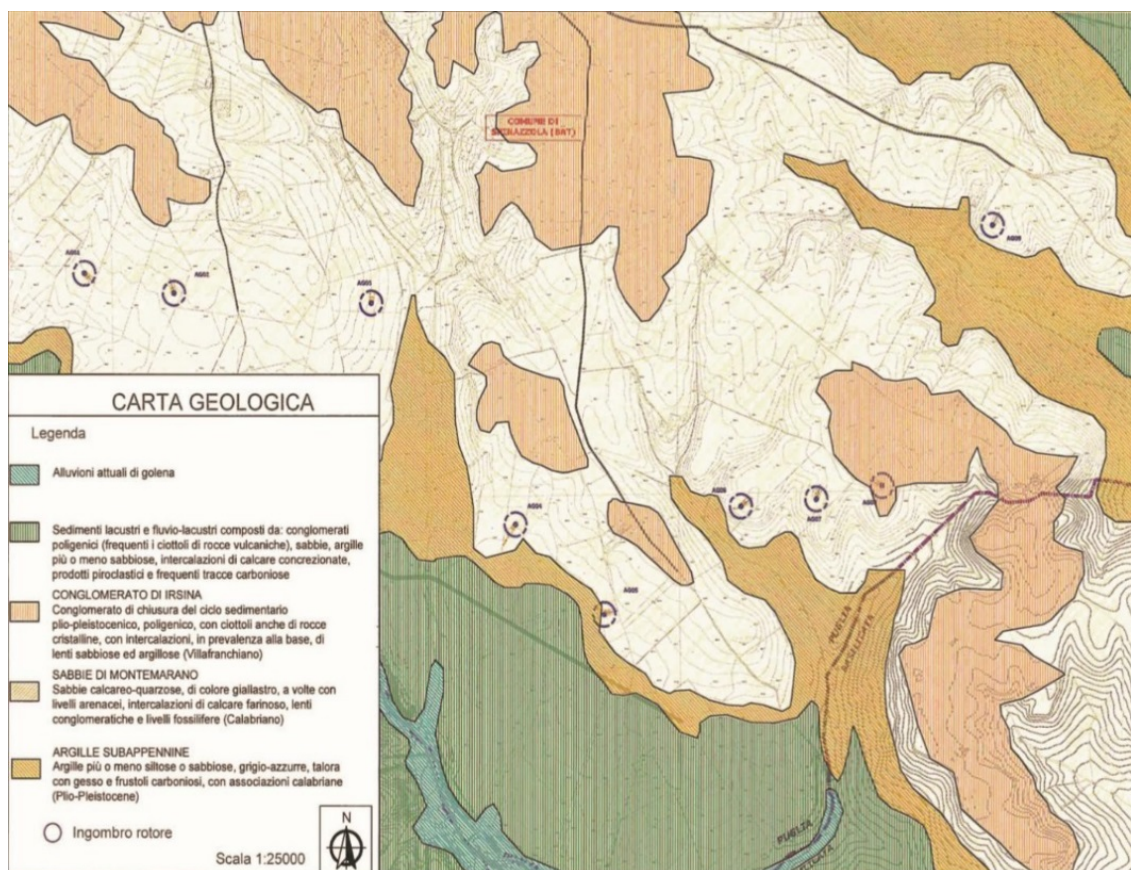 COMUNE DI
CARTA GEOLOGICA
Legenda
Alluvioni attuali di golena
Sedimenti lacustri e fluvio-lacustri composti da: conglomerati
poligenici (frequenti i ciottoli di rocce vulcaniche), sabbie, argille
più o meno sabbiose, intercalazioni di calcare concrezionate,
prodotti piroclastici e frequenti tracce carboniose
CONGLOMERATO DI IRSINA
Conglomerato di chiusura del ciclo sedimentario
plio-pleistocenico, poligenico, con ciottoli anche di rocce
cristalline, con intercalazioni, in prevalenza alla base, di
lenti sabbiose ed argillose (Villafranchiano)
SABBIE DI MONTEMARANO
Sabbie calcareo-quarzose, di colore giallastro, a volte con
livelli arenacei, intercalazioni di calcare farinoso, lenti
conglomeratiche e livelli fossilifere (Calabriano)
ARGILLE SUBAPPENNINE
Argille più o meno siltose o sabbiose, grigio-azzurre, talora
con gesso e frustoli carboniosi, con associazioni calabriane
(Plio-Pleistocene)
Ingombro rotore
Scala 1:25000
N
PUGLIA
BASILICATA
PUGLIA